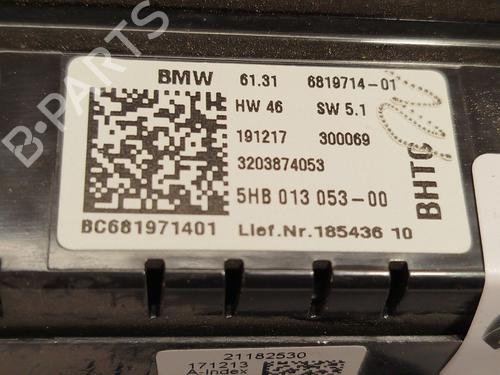 BMW 61.31 6819714-01
HW 46 SW 5.1
191217 300069
3203874053
5HB 013 053-00
BC681971401 Lief.Nr.185436 10
BHTC
21182530
171213
A-Index
B-PARTS